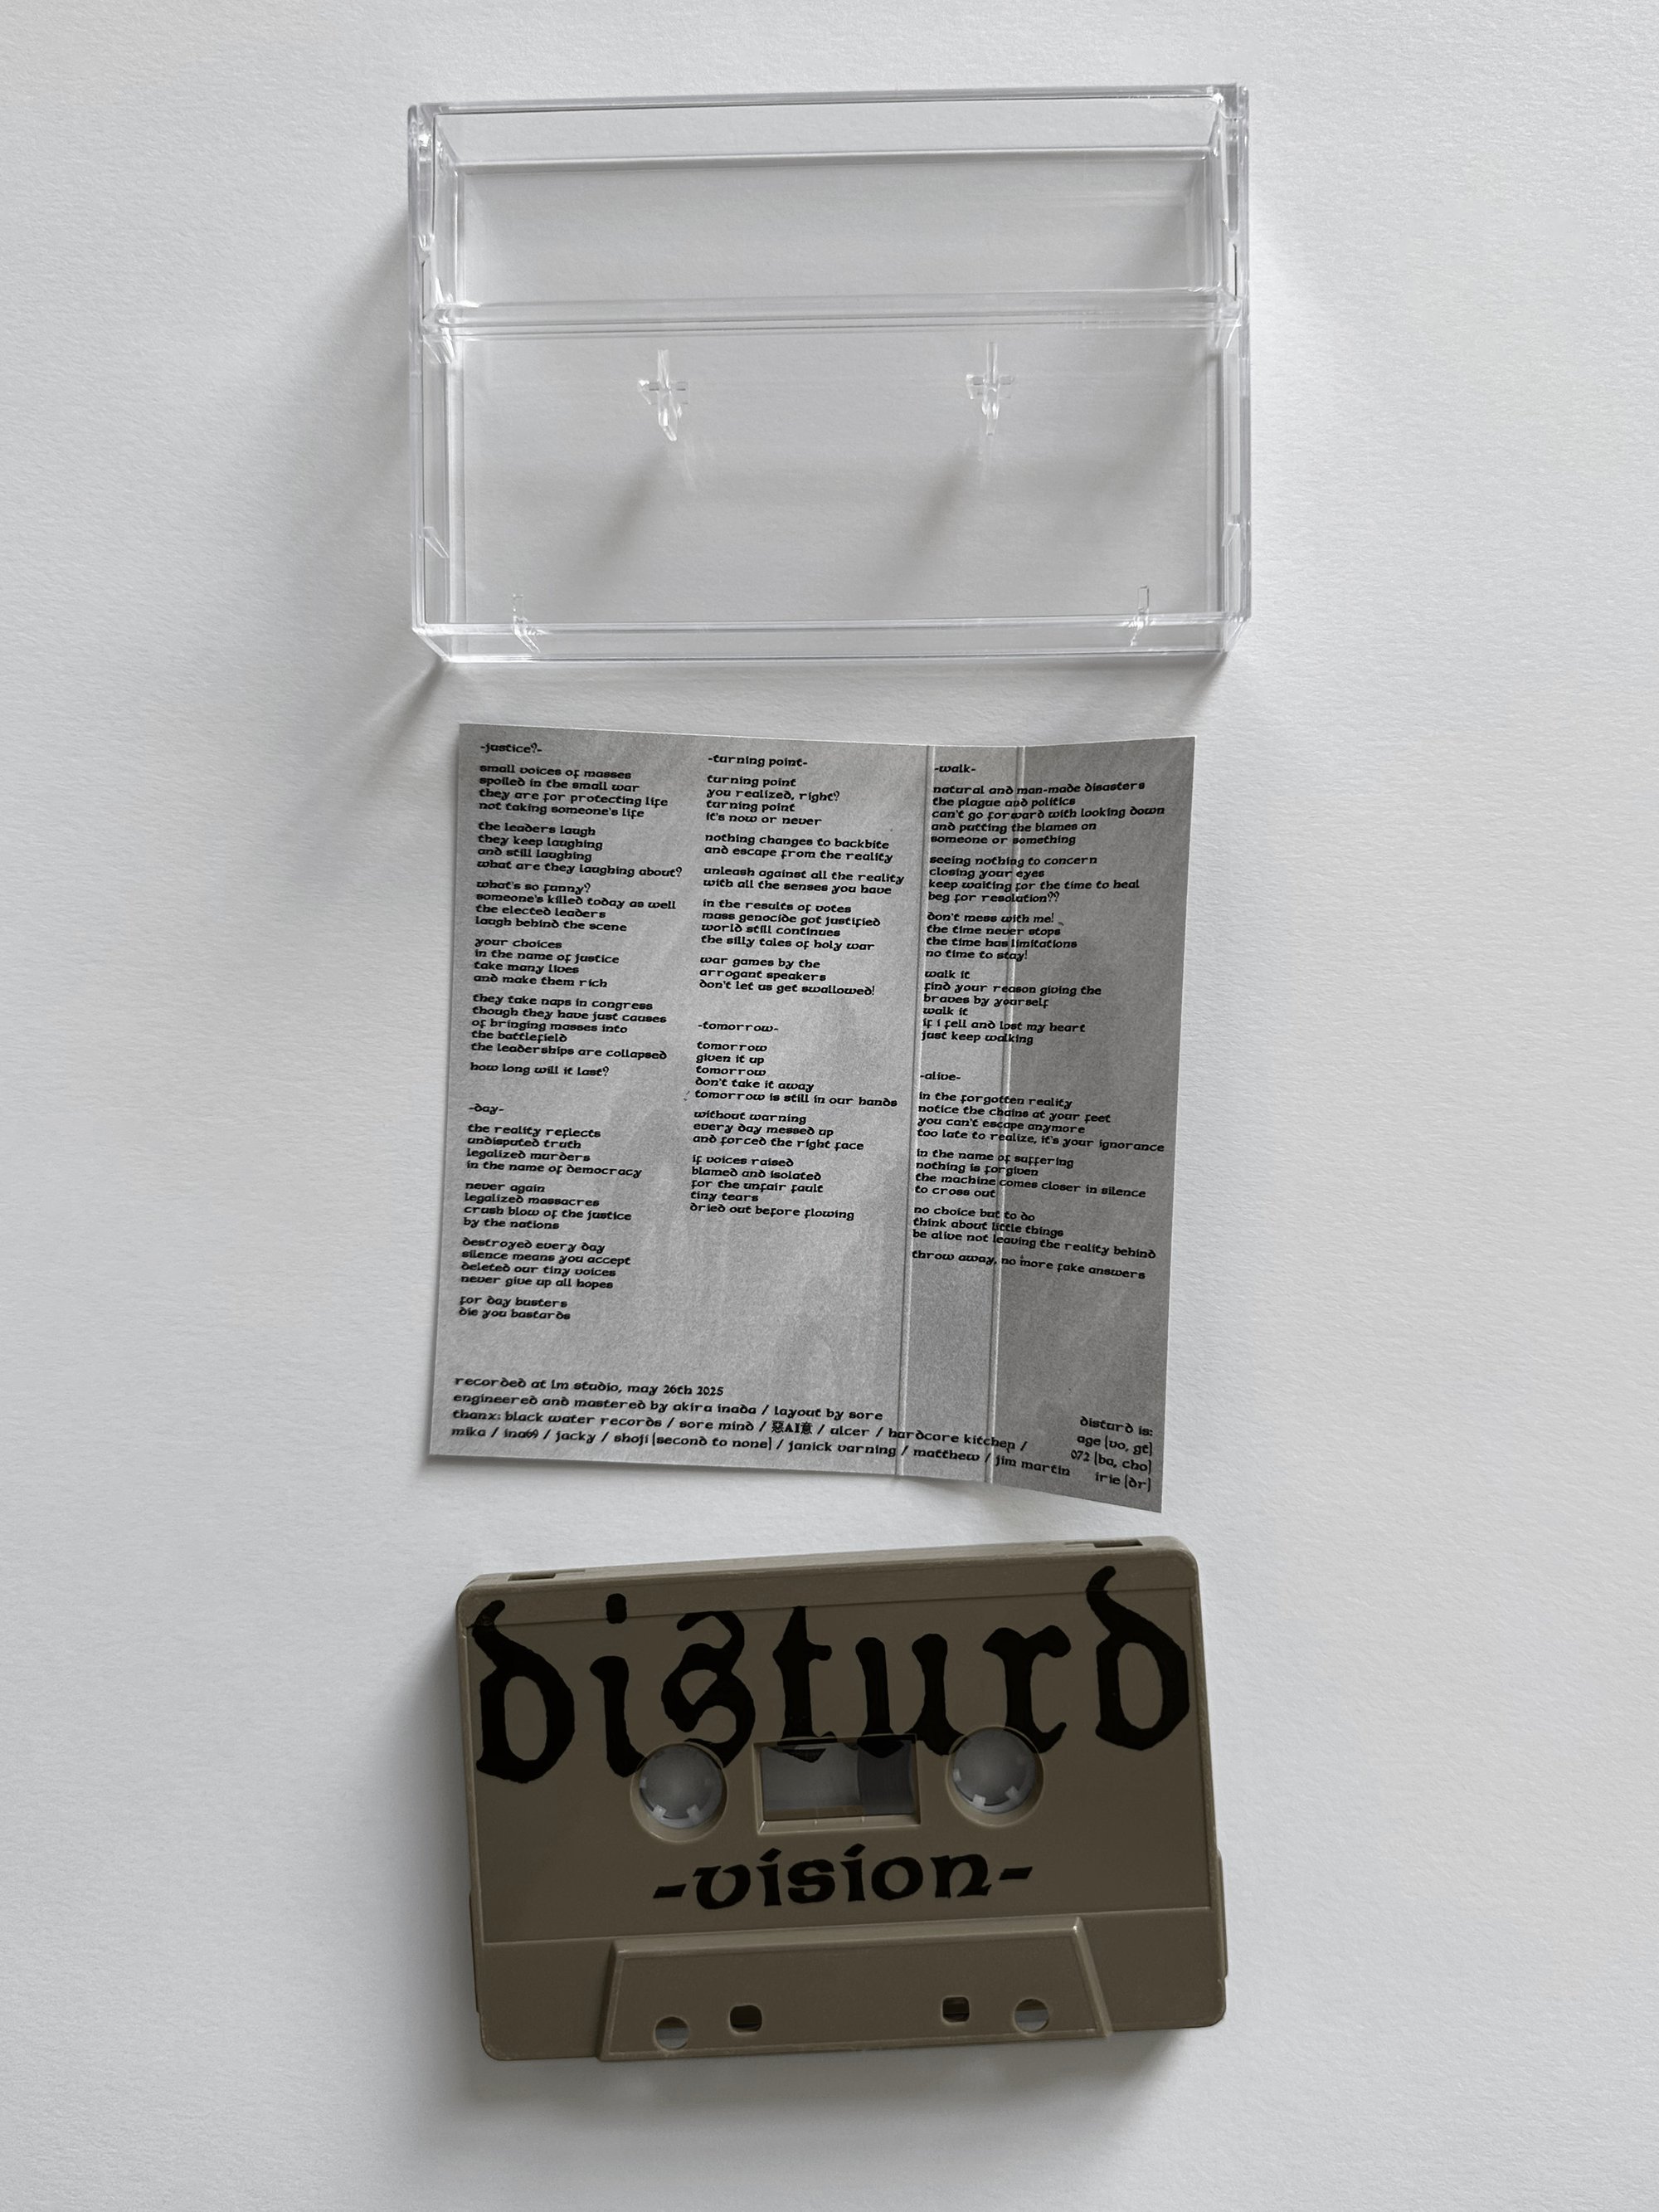 -justice?-
small voices of masses
spoiled in the small war
they are for protecting life
not taking someone's life
the leaders laugh
they keep laughing
and still laughing
what are they laughing about?
what's so funny?
someone's killed today as well
the elected leaders
laugh behind the scene
your choices
in the name of justice
take many lives
and make them rich
they take naps in congress
though they have just causes
of bringing masses into
the battlefield
the leaderships are collapsed
how long will it last?
-day-
the reality reflects
undisputed truth
legalized murders
in the name of democracy
never again
legalized massacres
crush blow of the justice
by the nations
destroyed every day
silence means you accept
deleted our tiny voices
never give up all hopes
for day busters
die you bastards
-turning point-
turning point
you realized, right?
turning point
it's now or never
nothing changes to backbite
and escape from the reality
unleash against all the reality
with all the senses you have
in the results of votes
mass genocide got justified
world still continues
the silly tales of holy war
war games by the
arrogant speakers
don't let us get swallowed!
-tomorrow-
tomorrow
given it up
tomorrow
don't take it away
tomorrow is still in our hands
without warning
every day messed up
and forced the right face
if voices raised
blamed and isolated
for the unfair fault
tiny tears
dried out before flowing
-walk-
natural and man-made disasters
the plague and politics
can't go forward with looking down
and putting the blames on
someone or something
seeing nothing to concern
closing your eyes
keep waiting for the time to heal
beg for resolution??
don't mess with me!
the time never stops
the time has limitations
no time to stay!
walk it
find your reason giving the
braves by yourself
walk it
if i fell and lost my heart
just keep walking
-alive-
in the forgotten reality
notice the chains at your feet
you can't escape anymore
too late to realize, it's your ignorance
in the name of suffering
nothing is forgiven
the machine comes closer in silence
to cross out
no choice but to do
think about little things
be alive not leaving the reality behind
throw away, no more fake answers
recorded at lm studio, may 26th 2025
engineered and mastered by akira inada / layout by sore
thanx: black water records / sore mind / 惡AI意 / ulcer / hardcore kitchen /
mika / ina69 / jacky / shoji [second to none] / janick varning / matthew / jim martin
disturd is:
age [vo, gt]
072 [ba, cho]
irie [dr]
disturd
-vision-